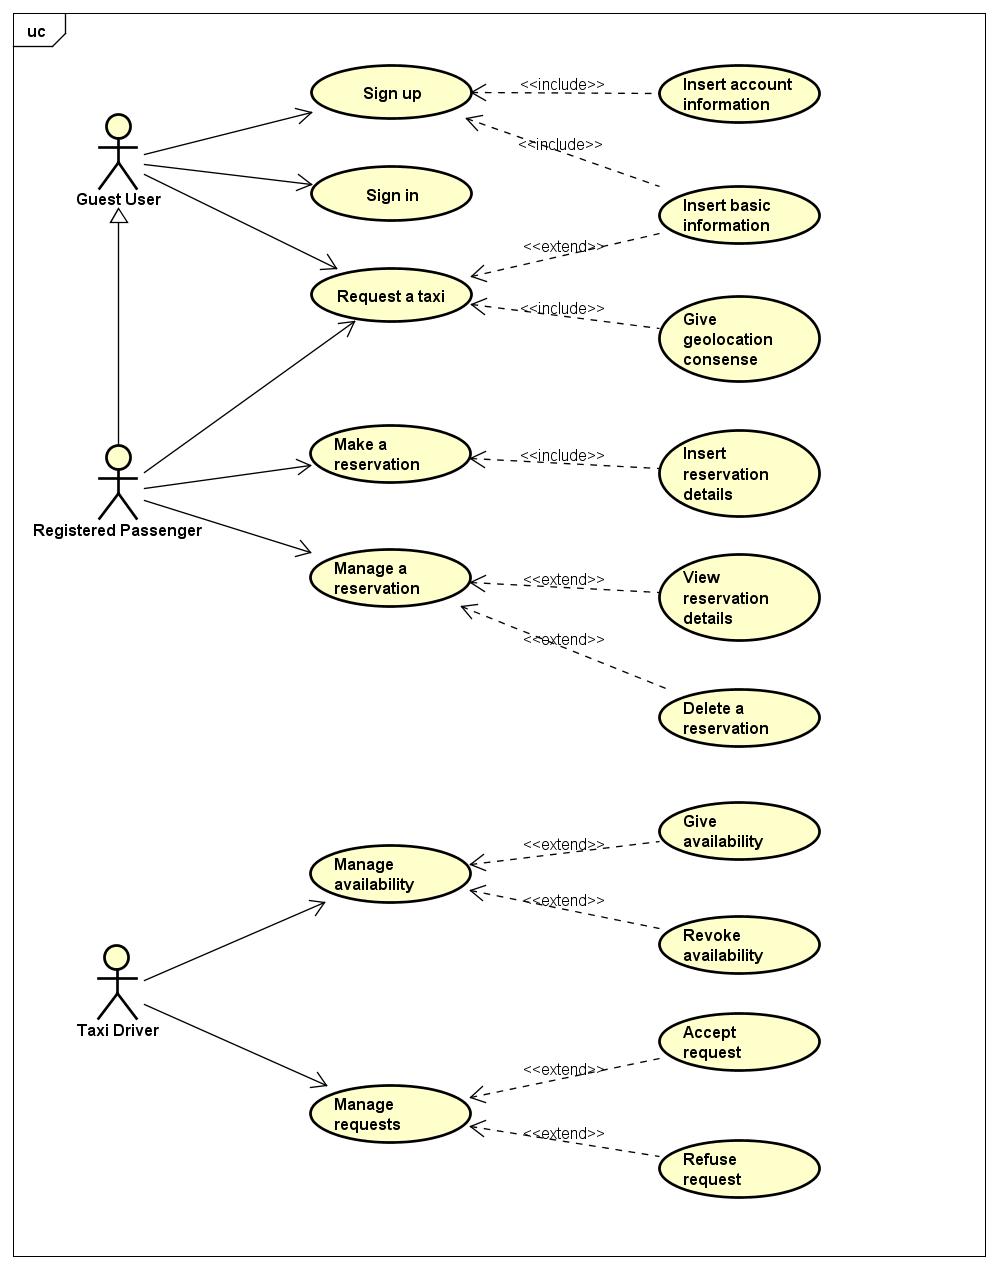 uc
Sign up
<<include>>
Insert account
information
<<include>>
Guest User
Sign in
Insert basic
information
<<extend>>
Request a taxi
<<include>>
Give
geolocation
consense
Make a
reservation
<<include>>
Insert
reservation
details
Registered Passenger
Manage a
reservation
<<extend>>
View
reservation
details
<<extend>>
Delete a
reservation
Give
availability
<<extend>>
Manage
availability
<<extend>>
Revoke
availability
Taxi Driver
Accept
request
<<extend>>
Manage
requests
<<extend>>
Refuse
request